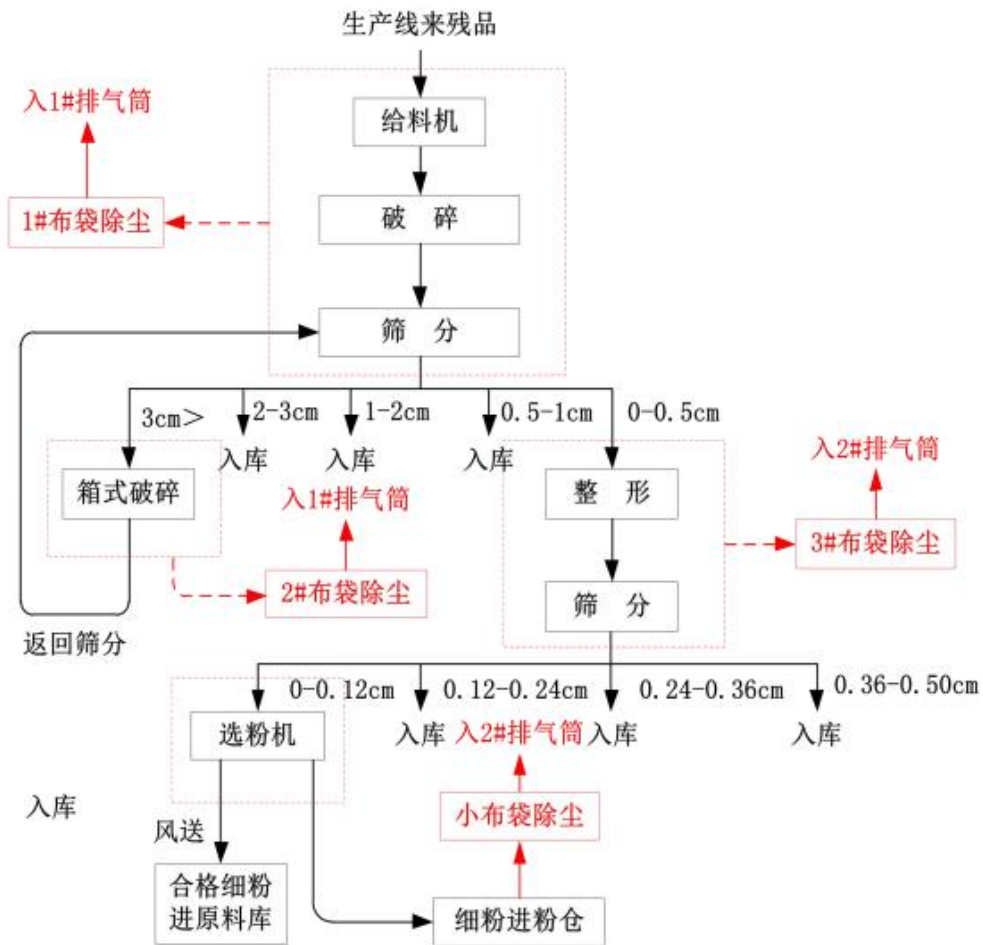 生产线来残品
入1#排气筒
给料机
1#布袋除尘
破 碎
筛 分
3cm＞
2-3cm
1-2cm
0.5-1cm
0-0.5cm
入库
入库
入库
入2#排气筒
箱式破碎
入1#排气筒
整 形
3#布袋除尘
2#布袋除尘
筛 分
返回筛分
0-0.12cm
0.12-0.24cm
0.24-0.36cm
0.36-0.50cm
选粉机
入库
入2#排气筒
入库
入库
入库
小布袋除尘
风送
合格细粉
进原料库
细粉进粉仓